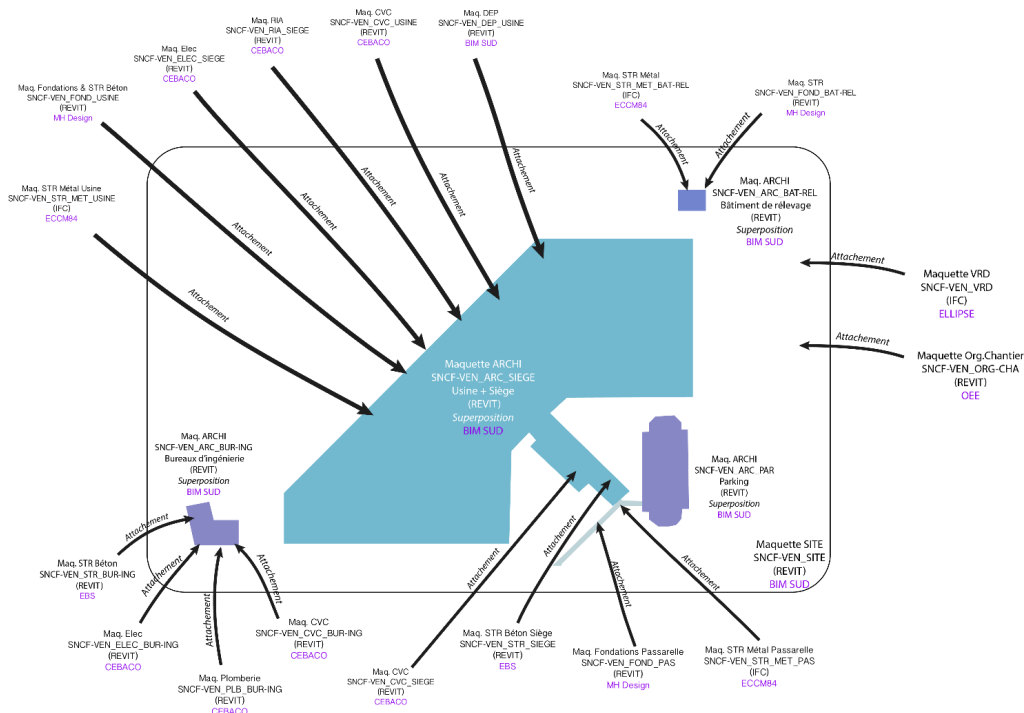 Maq. RIA
SNCF-VEN_RIA_SIEGE
(REVIT)
CEBACO
Maq. CVC
SNCF-VEN_CVC_USINE
(REVIT)
CEBACO
Maq. DEP
SNCF-VEN_DEP_USINE
(REVIT)
BIM SUD
Maq. Elec
SNCF-VEN_ELEC_SIEGE
(REVIT)
CEBACO
Maq. Fondations & STR Béton
SNCF-VEN_FOND_USINE
(REVIT)
MH Design
Maq. STR Métal Usine
SNCF-VEN_STR_MET_USINE
(IFC)
ECCM84
Maq. STR Métal
SNCF-VEN_STR_MET_BAT-REL
(IFC)
ECCM84
Maq. STR
SNCF-VEN_FOND_BAT-REL
(REVIT)
MH Design
Attachement
Attachement
Attachement
Attachement
Attachement
Attachement
Attachement
Attachement
Maq. ARCHI
SNCF-VEN_ARC_BAT-REL
Bâtiment de rélevage
(REVIT)
Superposition
BIM SUD
Attachement
Maquette VRD
SNCF-VEN_VRD
(IFC)
ELLIPSE
Attachement
Maquette Org.Chantier
SNCF-VEN_ORG-CHA
(REVIT)
OEE
Maquette ARCHI
SNCF-VEN_ARC_SIEGE
Usine + Siège
(REVIT)
Superposition
BIM SUD
Maq. ARCHI
SNCF-VEN_ARC_BUR-ING
Bureaux d'ingénierie
(REVIT)
Superposition
BIM SUD
Maq. ARCHI
SNCF-VEN_ARC_PAR
Parking
(REVIT)
Superposition
BIM SUD
Maquette SITE
SNCF-VEN_SITE
(REVIT)
BIM SUD
Attachement
Attachement
Attachement
Attachement
Attachement
Attachement
Attachement
Attachement
Maq. STR Béton
SNCF-VEN_STR_BUR-ING
(REVIT)
EBS
Maq. Elec
SNCF-VEN_ELEC_BUR-ING
(REVIT)
CEBACO
Maq. Plomberie
SNCF-VEN_PLB_BUR-ING
(REVIT)
CEBACO
Maq. CVC
SNCF-VEN_CVC_BUR-ING
(REVIT)
CEBACO
Maq. CVC
SNCF-VEN_CVC_SIEGE
(REVIT)
CEBACO
Maq. STR Béton Siège
SNCF-VEN_STR_SIEGE
(REVIT)
EBS
Maq. Fondations Passarelle
SNCF-VEN_FOND_PAS
(REVIT)
MH Design
Maq. STR Métal Passarelle
SNCF-VEN_STR_MET_PAS
(IFC)
ECCM84